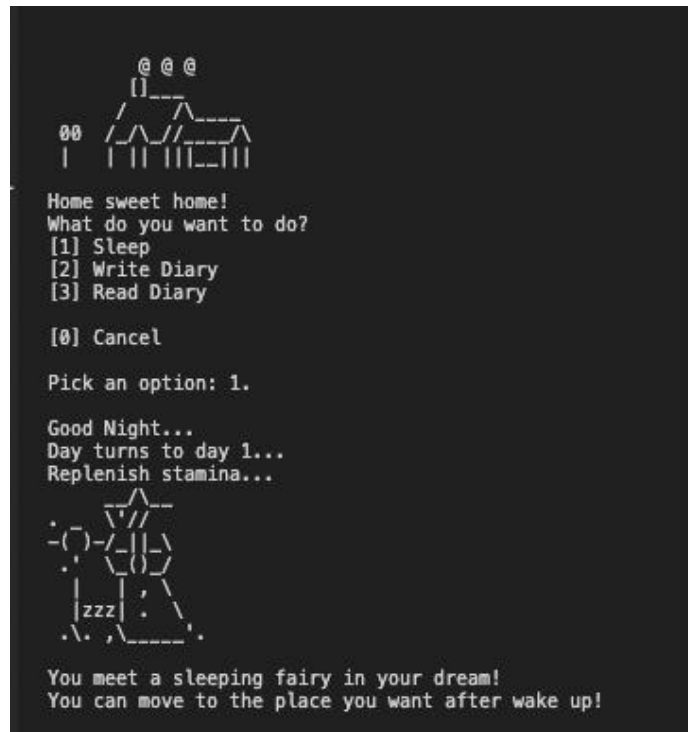 Home sweet home!
What do you want to do?
[1] Sleep
[2] Write Diary
[3] Read Diary
[0] Cancel
Pick an option: 1.
Good Night...
Day turns to day 1...
Replenish stamina...
zzz
You meet a sleeping fairy in your dream!
You can move to the place you want after wake up!